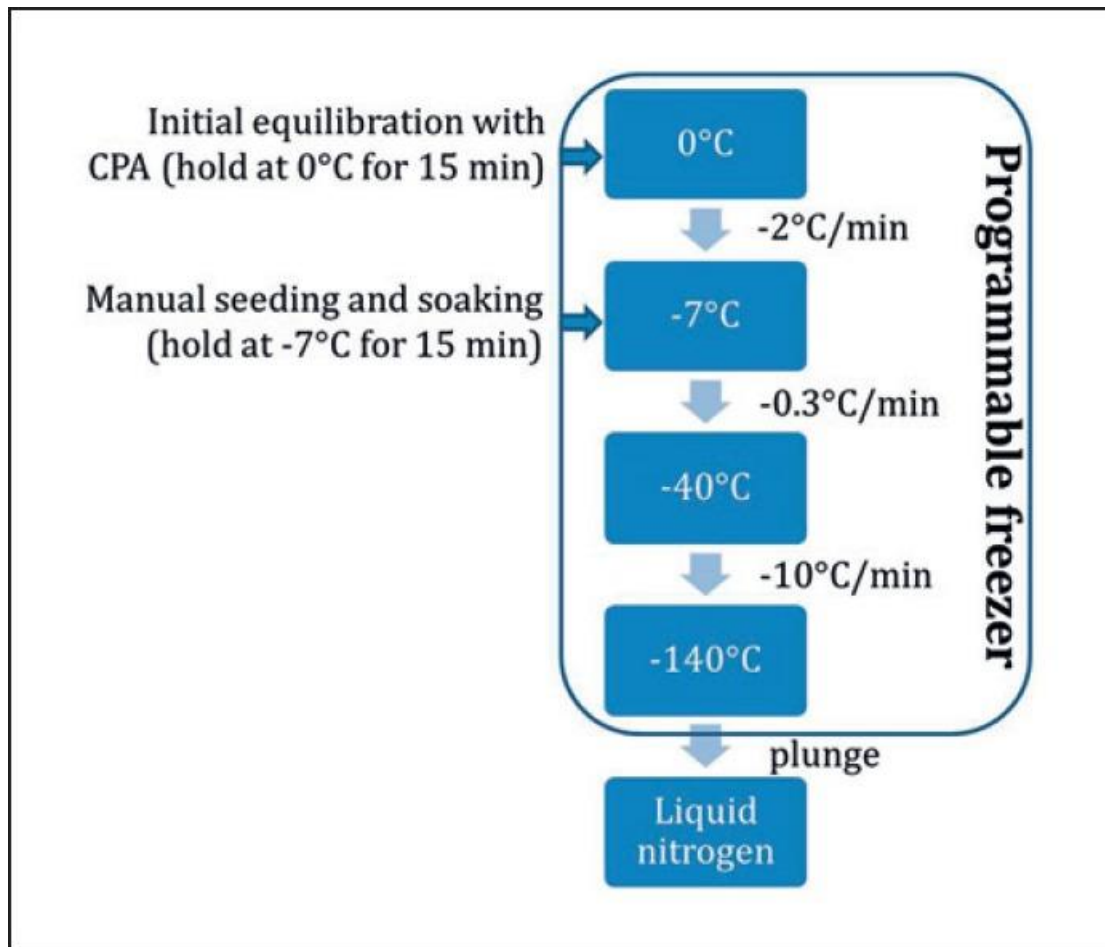 Initial equilibration with
CPA (hold at 0°C for 15 min)
0°C
-2°C/min
Manual seeding and soaking
(hold at -7°C for 15 min)
-7°C
-0.3°C/min
-40°C
-10°C/min
-140°C
plunge
Liquid
nitrogen
Programmable freezer